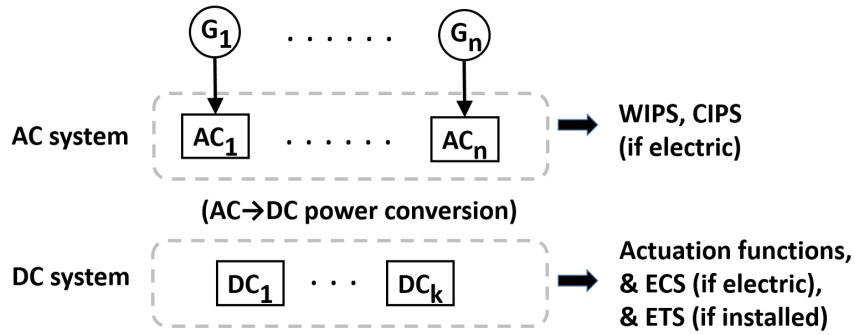 G1 . . . . . . Gn
AC system AC1 . . . . . . ACn WIPS, CIPS
(if electric)
(AC→DC power conversion)
DC system DC1 . . . DCk Actuation functions,
& ECS (if electric),
& ETS (if installed)